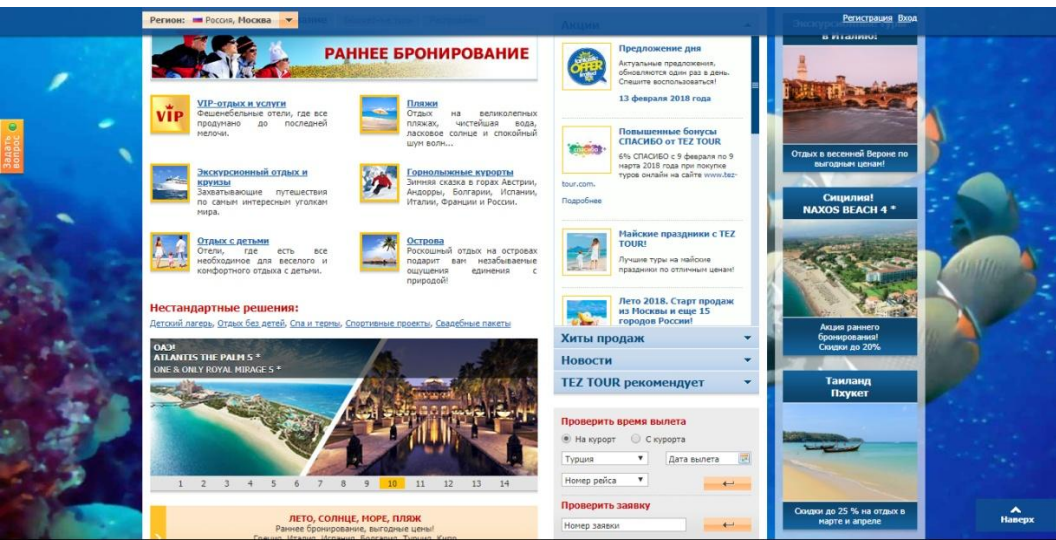 Регион: Россия, Москва
Регистрация Вход
Задать вопрос
РАННЕЕ БРОНИРОВАНИЕ
VIP
VIP-отдых и услуги
Фешенебельные отели, где все
продумано до последней
мелочи.
Пляжи
Отдых на великолепных
пляжах, чистейшая вода,
ласковое солнце и спокойный
шум волн...
Экскурсионный отдых и
круизы
Захватывающие путешествия
по самым интересным уголкам
мира.
Горнолыжные курорты
Зимняя сказка в горах Австрии,
Андорры, Болгарии, Испании,
Италии, Франции и России.
Отдых с детьми
Отели, где есть все
необходимое для веселого и
комфортного отдыха с детьми.
Острова
Роскошный отдых на островах
подарит вам незабываемые
ощущения единения с
природой!
Нестандартные решения:
Детский лагерь, Отдых без детей, Спа и термы, Спортивные проекты, Свадебные пакеты
ОАЭ!
ATLANTIS THE PALM 5 *
ONE & ONLY ROYAL MIRAGE 5 *
1 2 3 4 5 6 7 8 9 10 11 12 13 14
ЛЕТО, СОЛНЦЕ, МОРЕ, ПЛЯЖ
Раннее бронирование, выгодные цены!
Греция, Италия, Испания, Болгария, Турция, Кипр
Акции
OFFER
Предложение дня
Актуальные предложения,
обновляются один раз в день.
Спешите воспользоваться!
13 февраля 2018 года
спасибо
Повышенные бонусы
СПАСИБО от TEZ TOUR
6% СПАСИБО с 9 февраля по 9
марта 2018 года при покупке
туров онлайн на сайте www.tez-
tour.com.
Подробнее
Майские праздники с TEZ
TOUR!
Лучшие туры на майские
праздники по отличным ценам!
Лето 2018. Старт продаж
из Москвы и еще 15
городов России!
Хиты продаж
Новости
TEZ TOUR рекомендует
Проверить время вылета
На курорт С курорта
Турция Дата вылета
Номер рейса
Проверить заявку
Номер заявки
Экскурсионные туры
в Италию!
Отдых в весенней Вероне по
выгодным ценам!
Сицилия!
NAXOS BEACH 4 *
Акция раннего
бронирования!
Скидки до 20%
Таиланд
Пхукет
Скидки до 25 % на отдых в
марте и апреле
Наверх